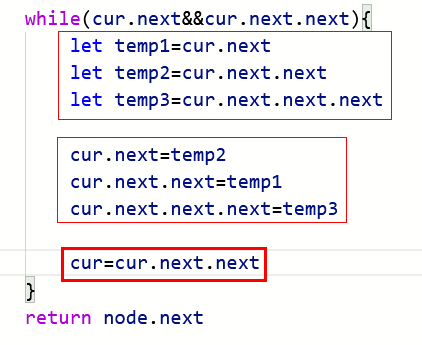 while(cur.next&&cur.next.next){
let temp1=cur.next
let temp2=cur.next.next
let temp3=cur.next.next.next
cur.next=temp2
cur.next.next=temp1
cur.next.next.next=temp3
cur=cur.next.next
}
return node.next